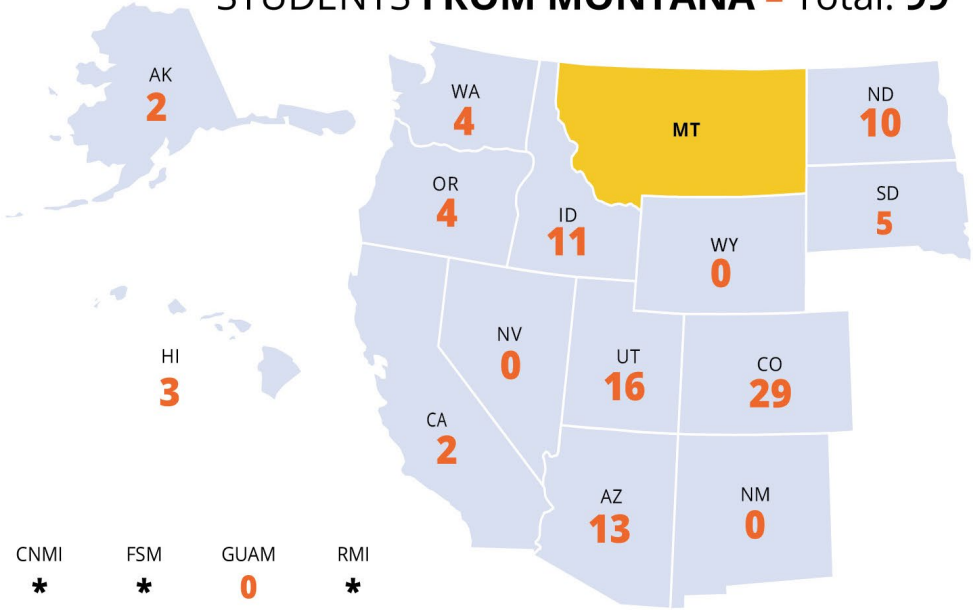 STUDENTS FROM MONTANA – Total: 99
AK
2
WA
4
MT
ND
10
OR
4
ID
11
SD
5
WY
0
HI
3
NV
0
UT
16
CO
29
CA
2
AZ
13
NM
0
CNMI FSM GUAM RMI
* * 0 *